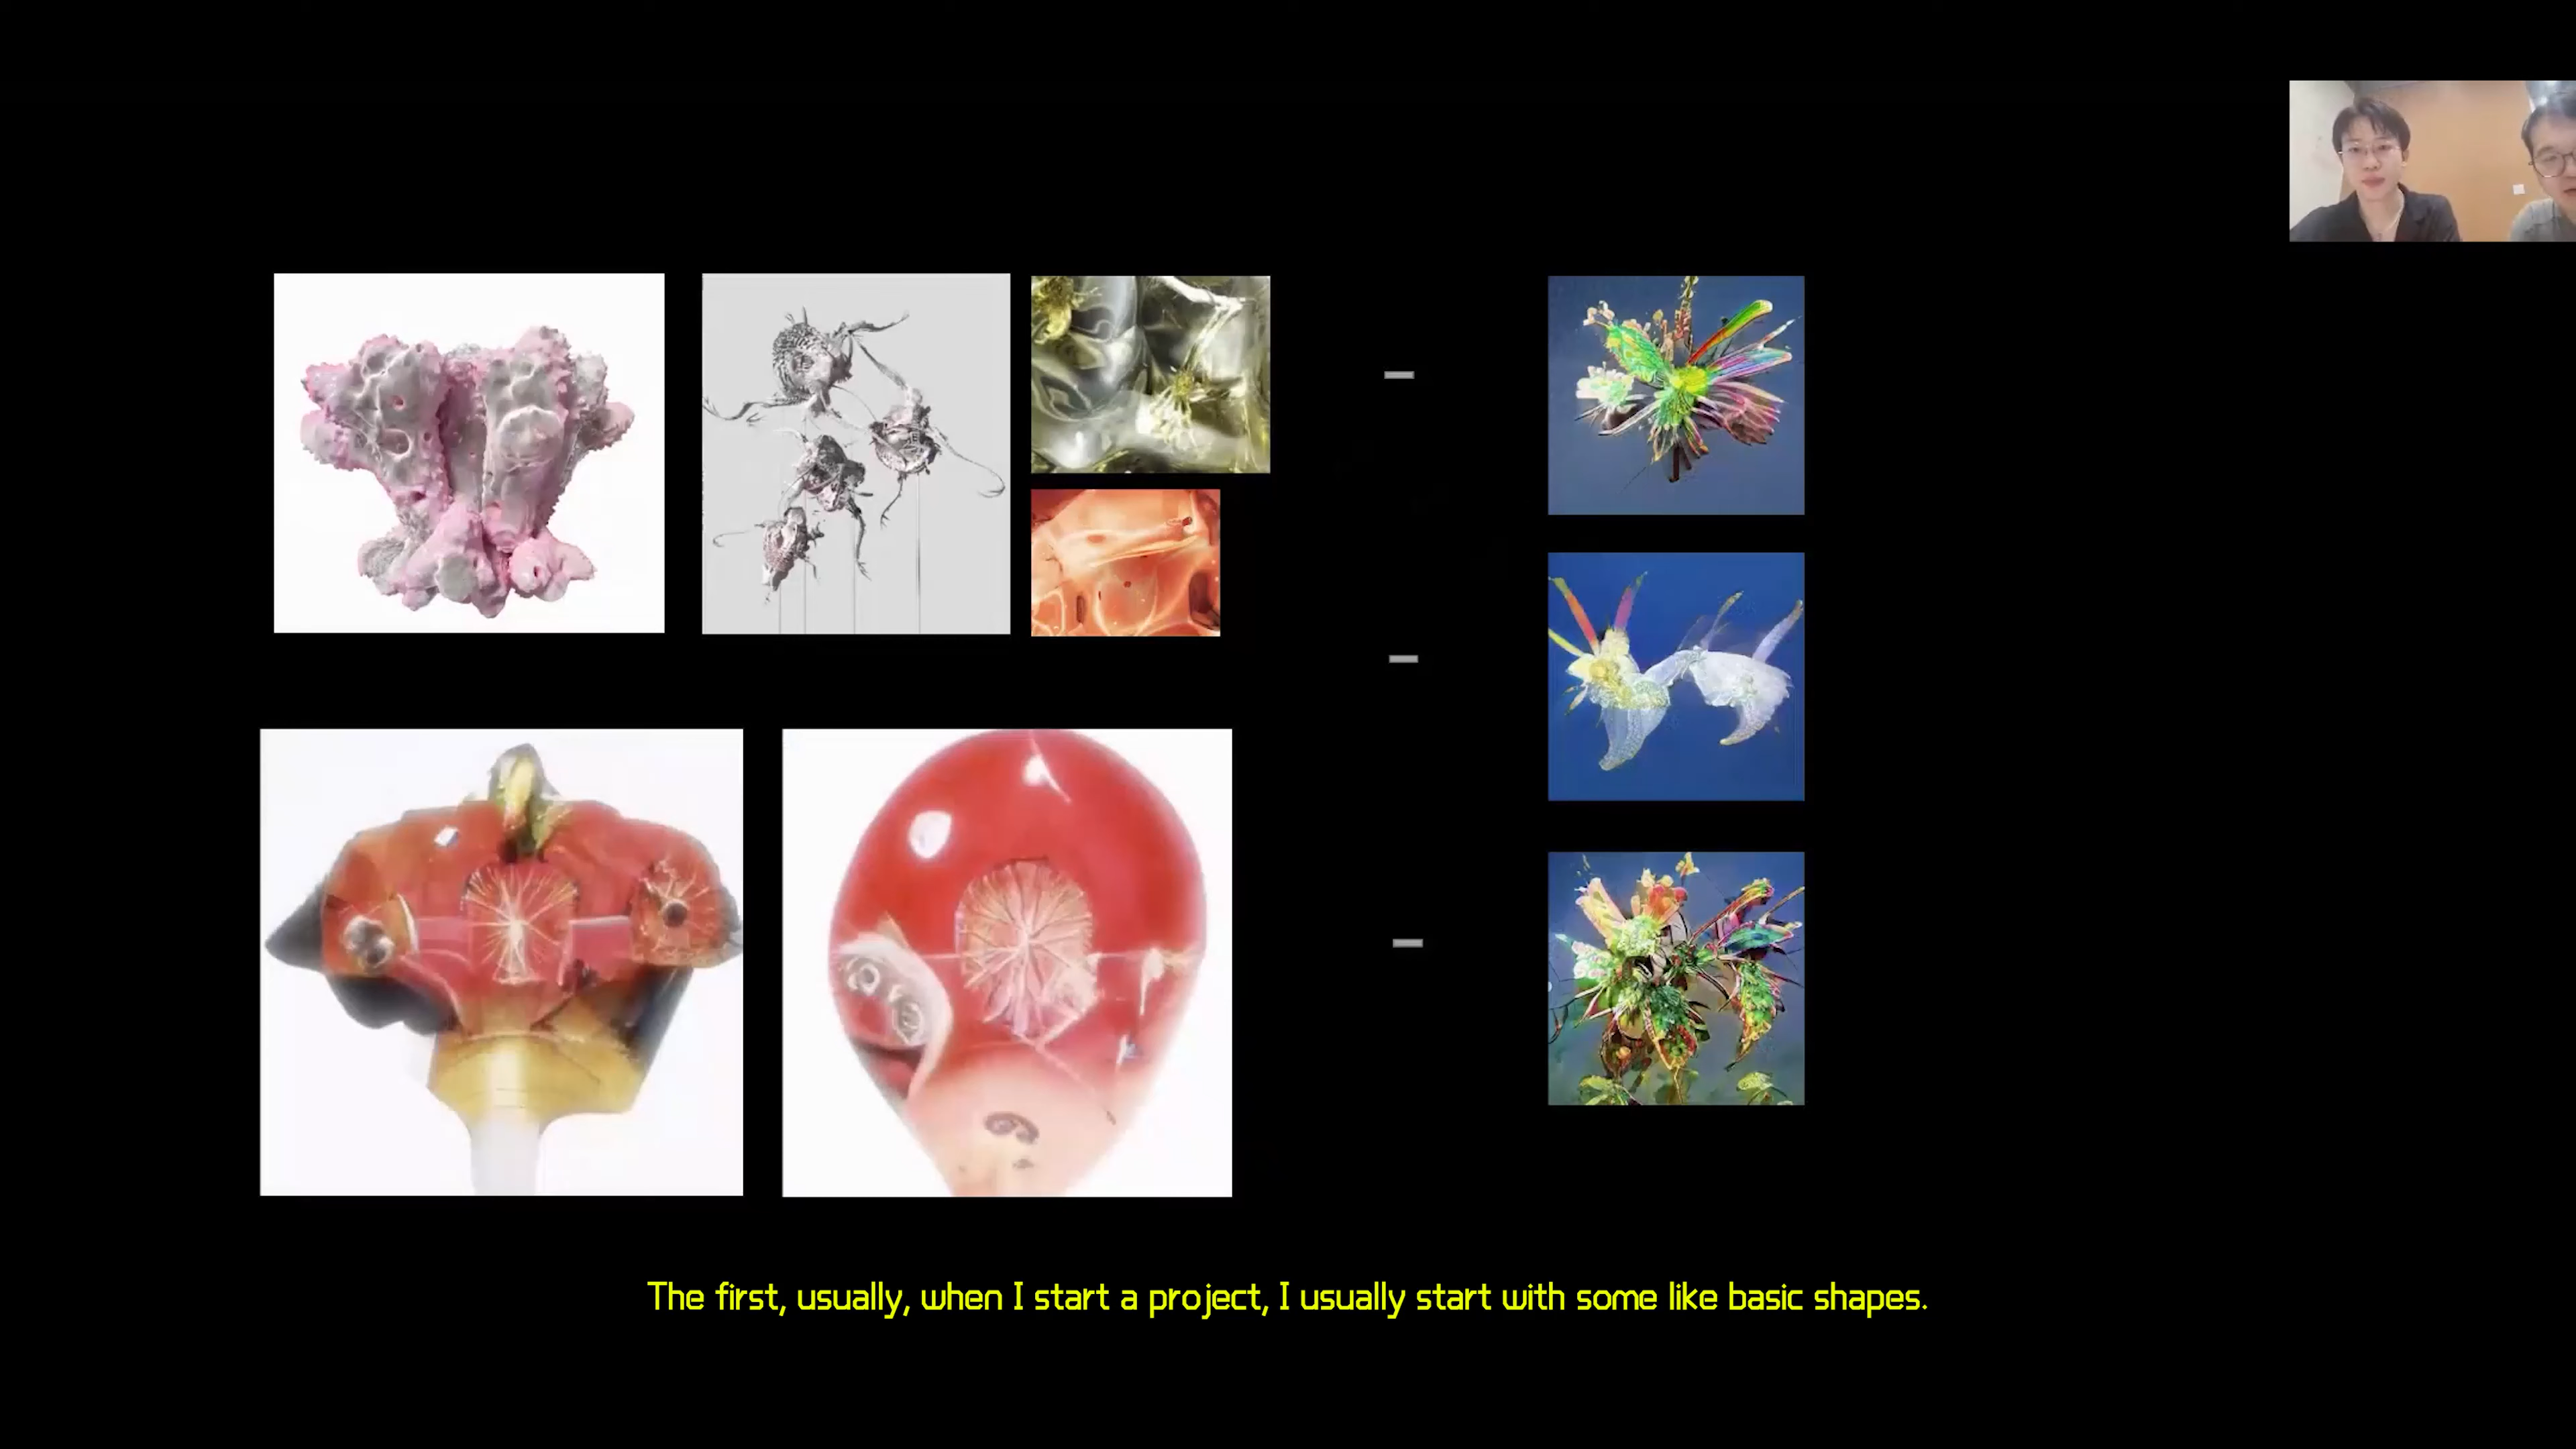 The first, usually, when I start a project, I usually start with some like basic shapes.